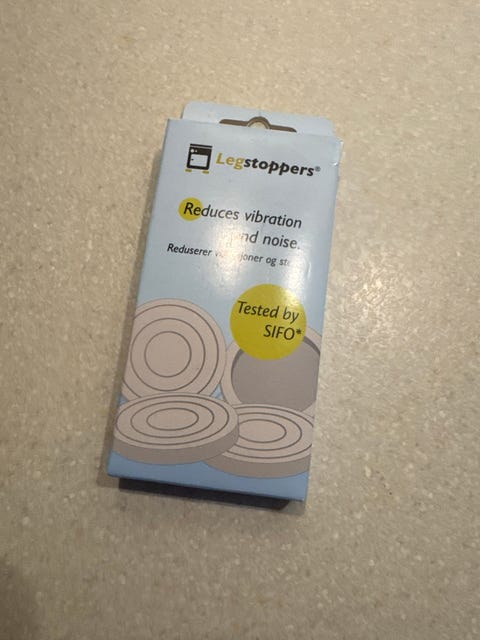 Legstoppers®
Reduces vibration
and noise.
Reduserer og
Tested by
SIFO*